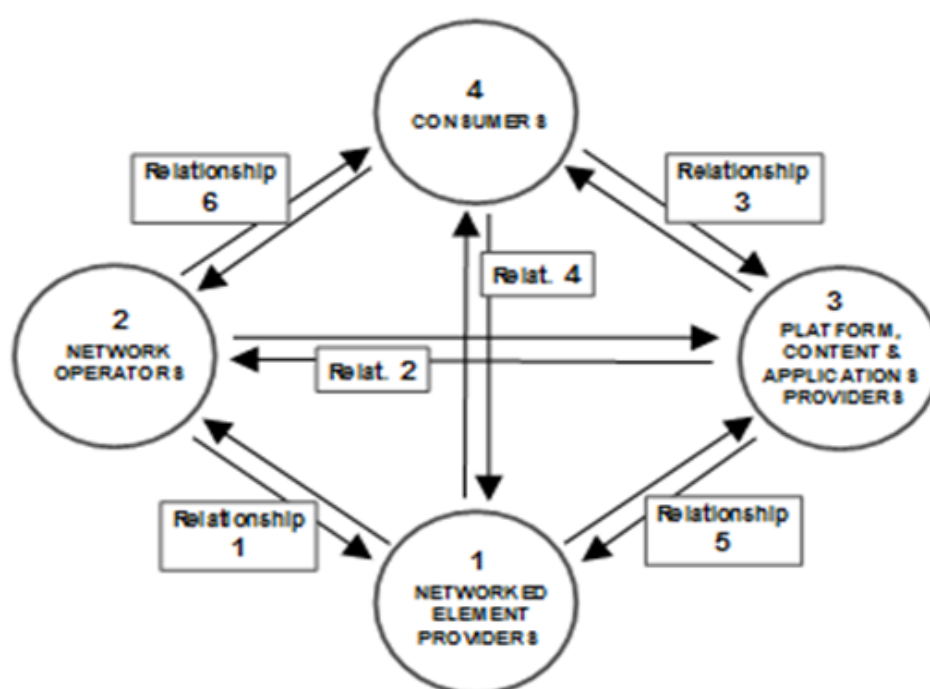 4
CONSUMERS
Relationship
6
Relationship
3
Relat. 4
2
NETWORK
OPERATORS
3
PLATFORM,
CONTENT &
APPLICATIONS
PROVIDERS
Relat. 2
Relationship
1
Relationship
5
1
NETWORKED
ELEMENT
PROVIDERS